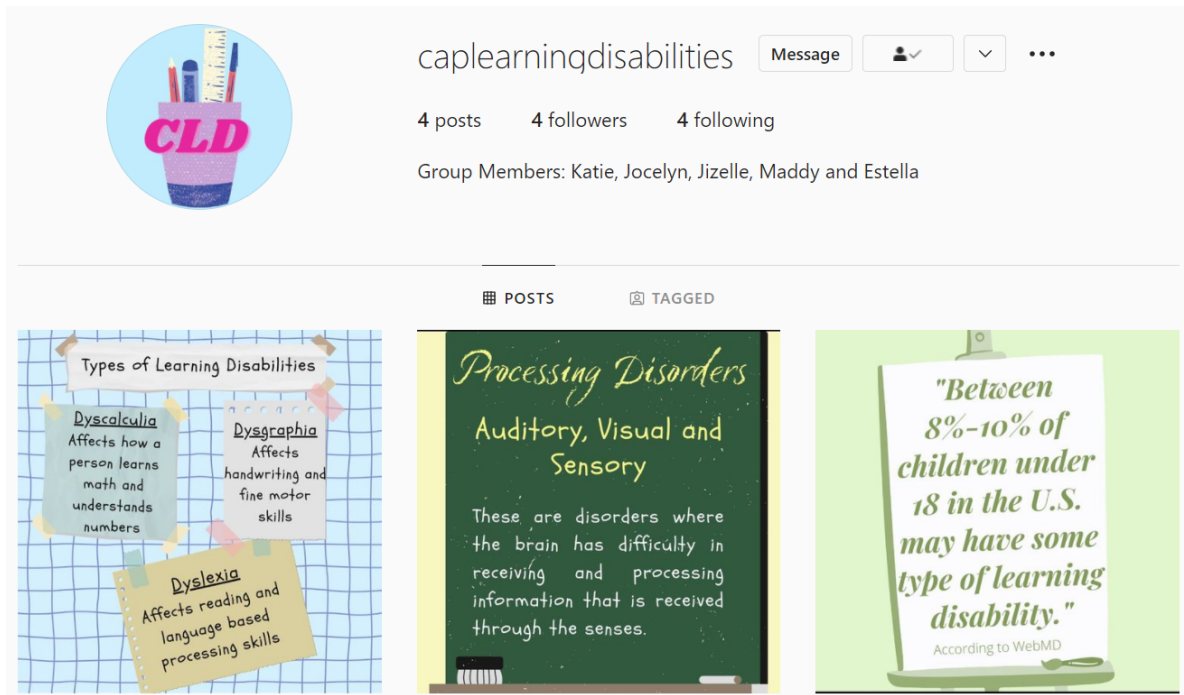 CLD
caplearningdisabilities Message
4 posts 4 followers 4 following
Group Members: Katie, Jocelyn, Jizelle, Maddy and Estella
POSTS TAGGED
Types of Learning Disabilities
Dyscalculia
Affects how a
person learns
math and
understands
numbers
Dysgraphia
Affects
handwriting and
fine motor
skills
Dyslexia
Affects reading and
language based
processing skills
Processing Disorders
Auditory, Visual and
Sensory
These are disorders where
the brain has difficulty in
receiving and processing
information that is received
through the senses.
"Between
8%-10% of
children under
18 in the U.S.
may have some
type of learning
disability."
According to WebMD